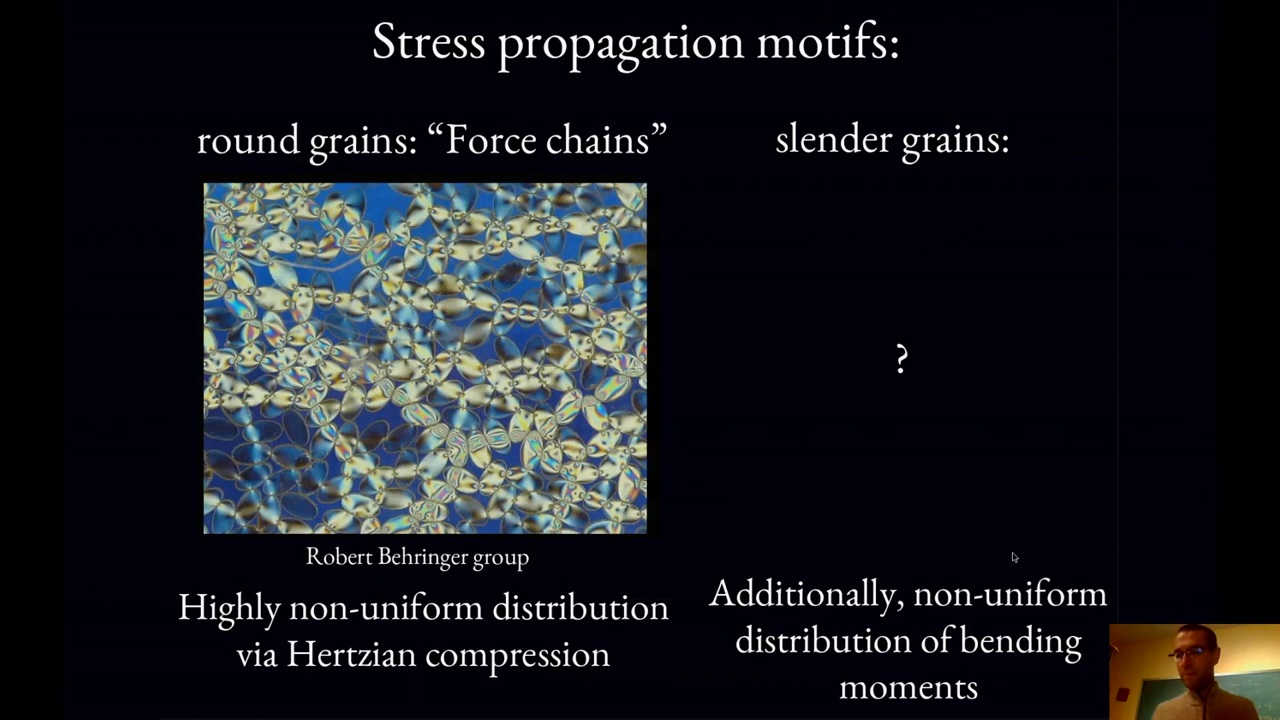 Stress propagation motifs:
round grains: “Force chains”
slender grains:
?
Robert Behringer group
Highly non-uniform distribution
via Hertzian compression
Additionally, non-uniform
distribution of bending
moments